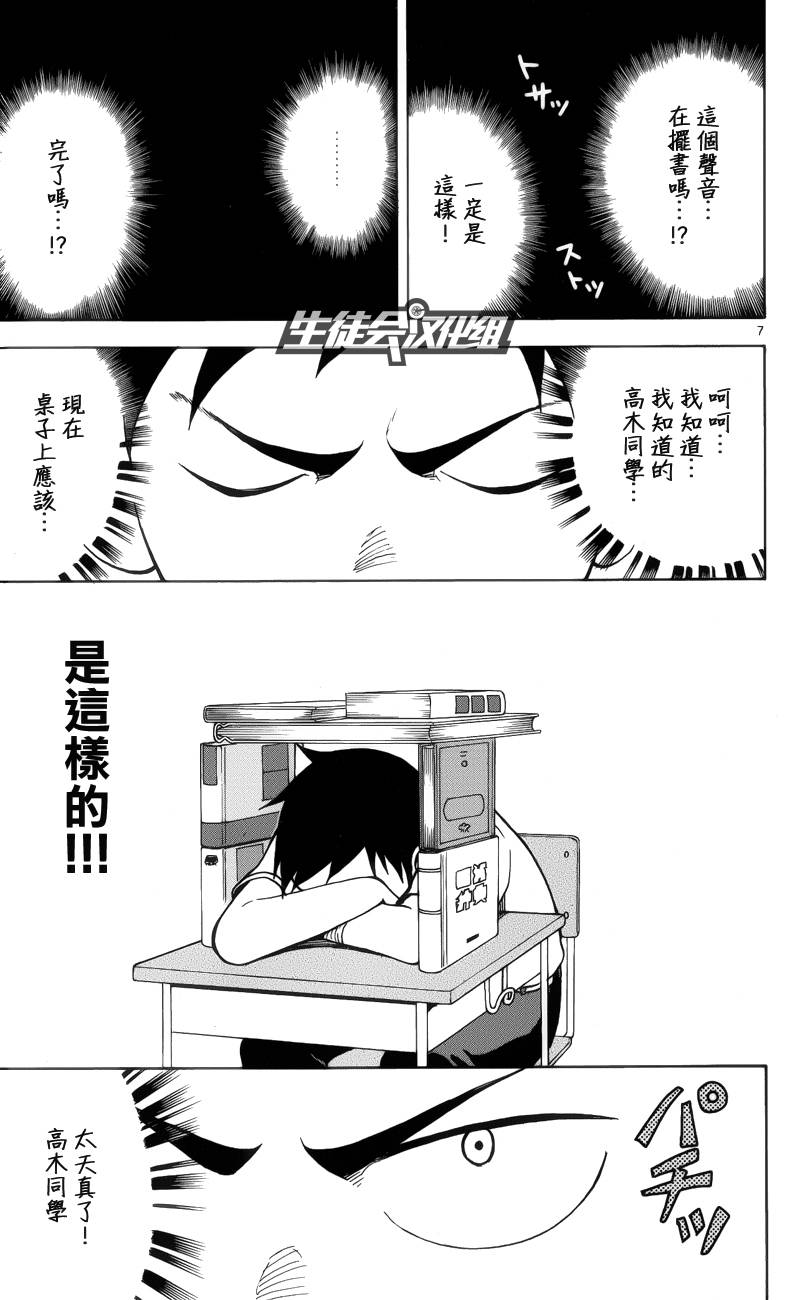 這個聲音…
在擺書嗎…!?
トサッ
一定是
這樣!
ストッ
………
完了嗎…!?
生徒会汉化组
7
呵呵…
我知道…
我知道的
高木同學…
現在
桌子上應該…
是這樣的!!!
パチッ
太天真了!
高木同學